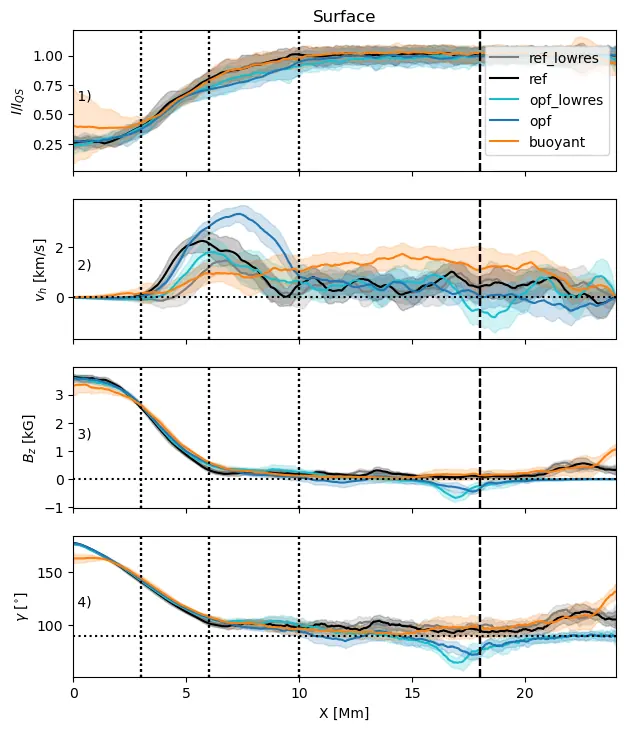 Surface
1.00
0.75
0.50
0.25
I/I_QS
1)
ref_lowres
ref
opf_lowres
opf
buoyant
2
0
v_h [km/s]
2)
3
2
1
0
−1
B_z [kG]
3)
150
100
γ [°]
4)
0
5
10
15
20
X [Mm]